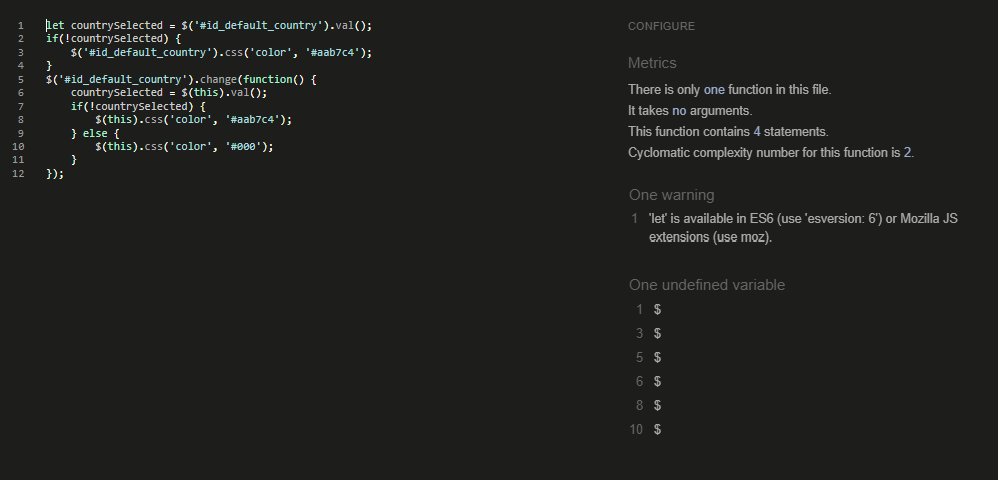 1 let countrySelected = $('#id_default_country').val();
2 if(!countrySelected) {
3     $('#id_default_country').css('color', '#aab7c4');
4 }
5 $('#id_default_country').change(function() {
6     countrySelected = $(this).val();
7     if(!countrySelected) {
8         $(this).css('color', '#aab7c4');
9     } else {
10         $(this).css('color', '#000');
11     }
12 });
CONFIGURE
Metrics
There is only one function in this file.
It takes no arguments.
This function contains 4 statements.
Cyclomatic complexity number for this function is 2.
One warning
1 'let' is available in ES6 (use 'esversion: 6') or Mozilla JS
extensions (use moz).
One undefined variable
1 $
3 $
5 $
6 $
8 $
10 $